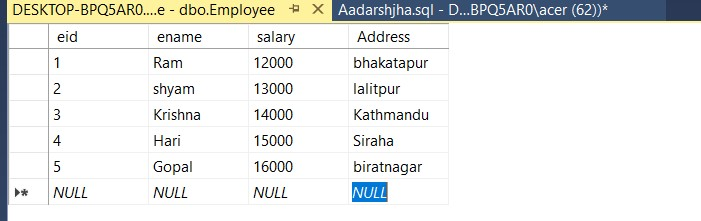 DESKTOP-BPQ5AR0....e - dbo.Employee Aadarshjha.sql - D...BPQ5AR0\acer (62))*
eid ename salary Address
1 Ram 12000 bhakatapur
2 shyam 13000 lalitpur
3 Krishna 14000 Kathmandu
4 Hari 15000 Siraha
5 Gopal 16000 biratnagar
NULL NULL NULL NULL